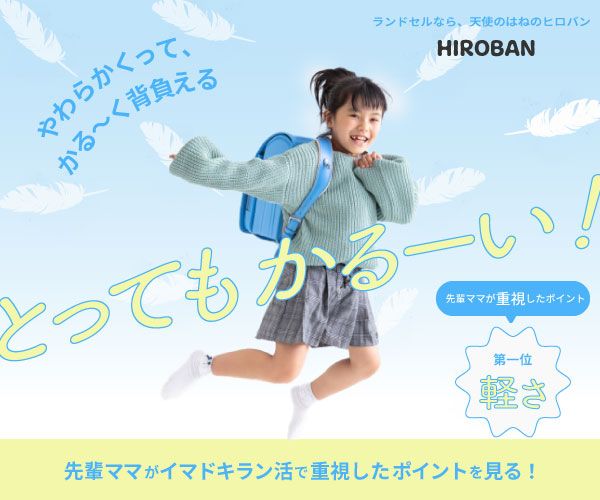 ランドセルなら、天使のはねのヒロバン
HIROBAN
やわらかくって、
かる〜く背負える
とってもかるーい！
先輩ママが重視したポイント
第一位
軽さ
先輩ママがイマドキラン活で重視したポイントを見る！